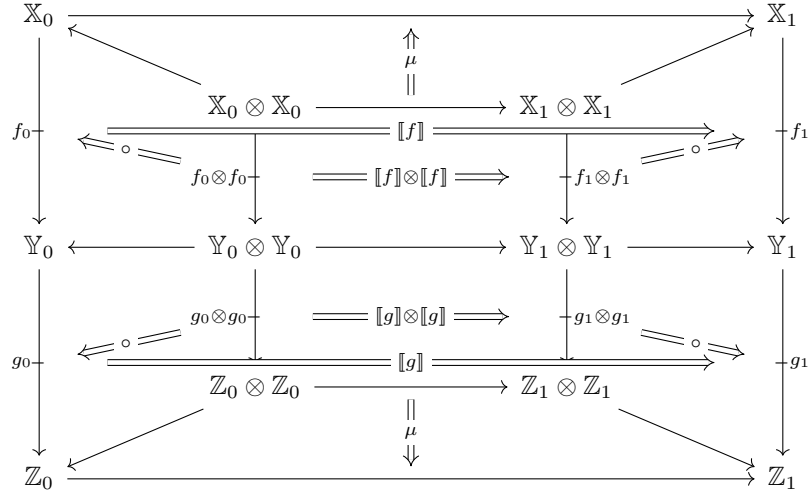 𝕏₀ 𝕏₁
μ
𝕏₀ ⊗ 𝕏₀ 𝕏₁ ⊗ 𝕏₁
f₀ ⟦f⟧ f₁
f₀⊗f₀ ⟦f⟧⊗⟦f⟧ f₁⊗f₁
𝕐₀ 𝕐₀ ⊗ 𝕐₀ 𝕐₁ ⊗ 𝕐₁ 𝕐₁
g₀⊗g₀ ⟦g⟧⊗⟦g⟧ g₁⊗g₁
g₀ ⟦g⟧ g₁
ℤ₀ ⊗ ℤ₀ ℤ₁ ⊗ ℤ₁
μ
ℤ₀ ℤ₁